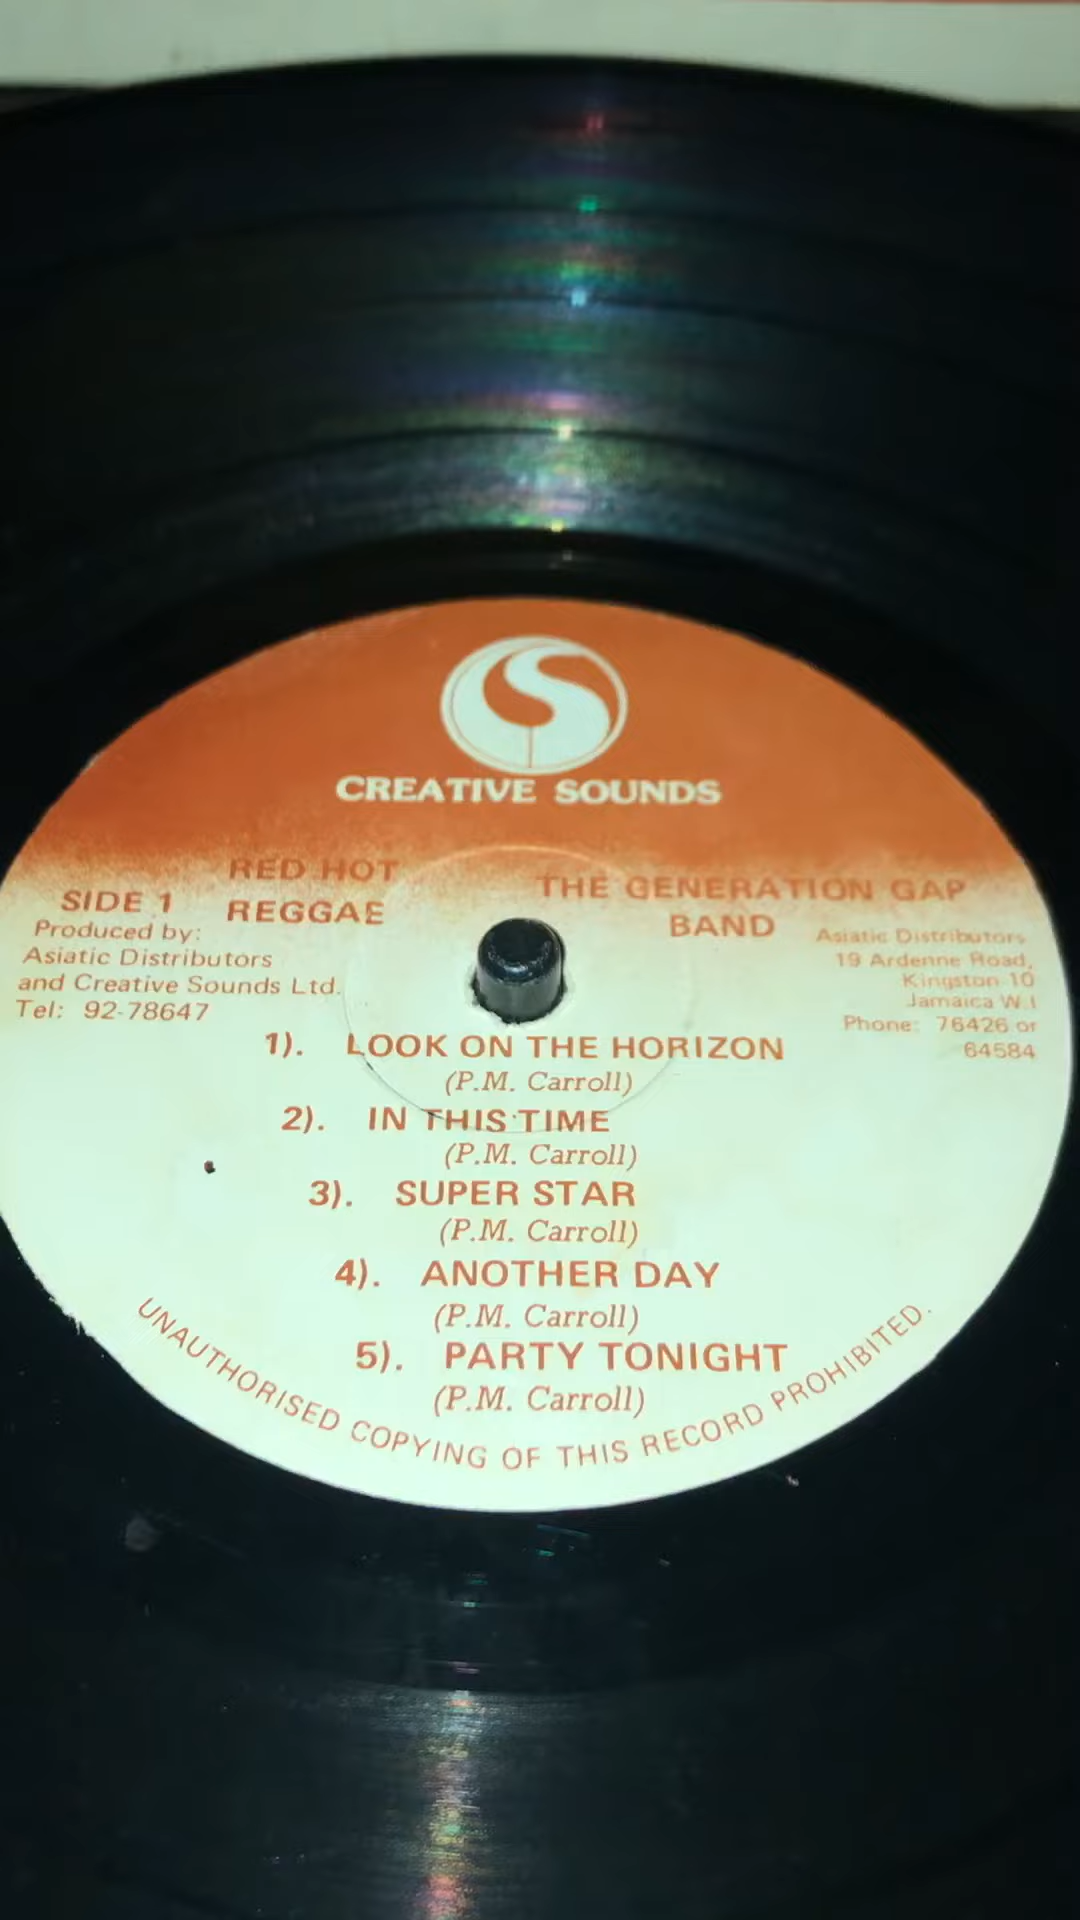 CREATIVE SOUNDS
RED HOT
REGGAE
SIDE 1
Produced by:
Asiatic Distributors
and Creative Sounds Ltd.
Tel: 92-78647
THE GENERATION GAP
BAND
Asiatic Distributors
19 Ardenne Road,
Kingston 10
Jamaica W.I
Phone: 76426 or
64584
1). LOOK ON THE HORIZON
(P.M. Carroll)
2). IN THIS TIME
(P.M. Carroll)
3). SUPER STAR
(P.M. Carroll)
4). ANOTHER DAY
(P.M. Carroll)
5). PARTY TONIGHT
(P.M. Carroll)
UNAUTHORISED COPYING OF THIS RECORD PROHIBITED.